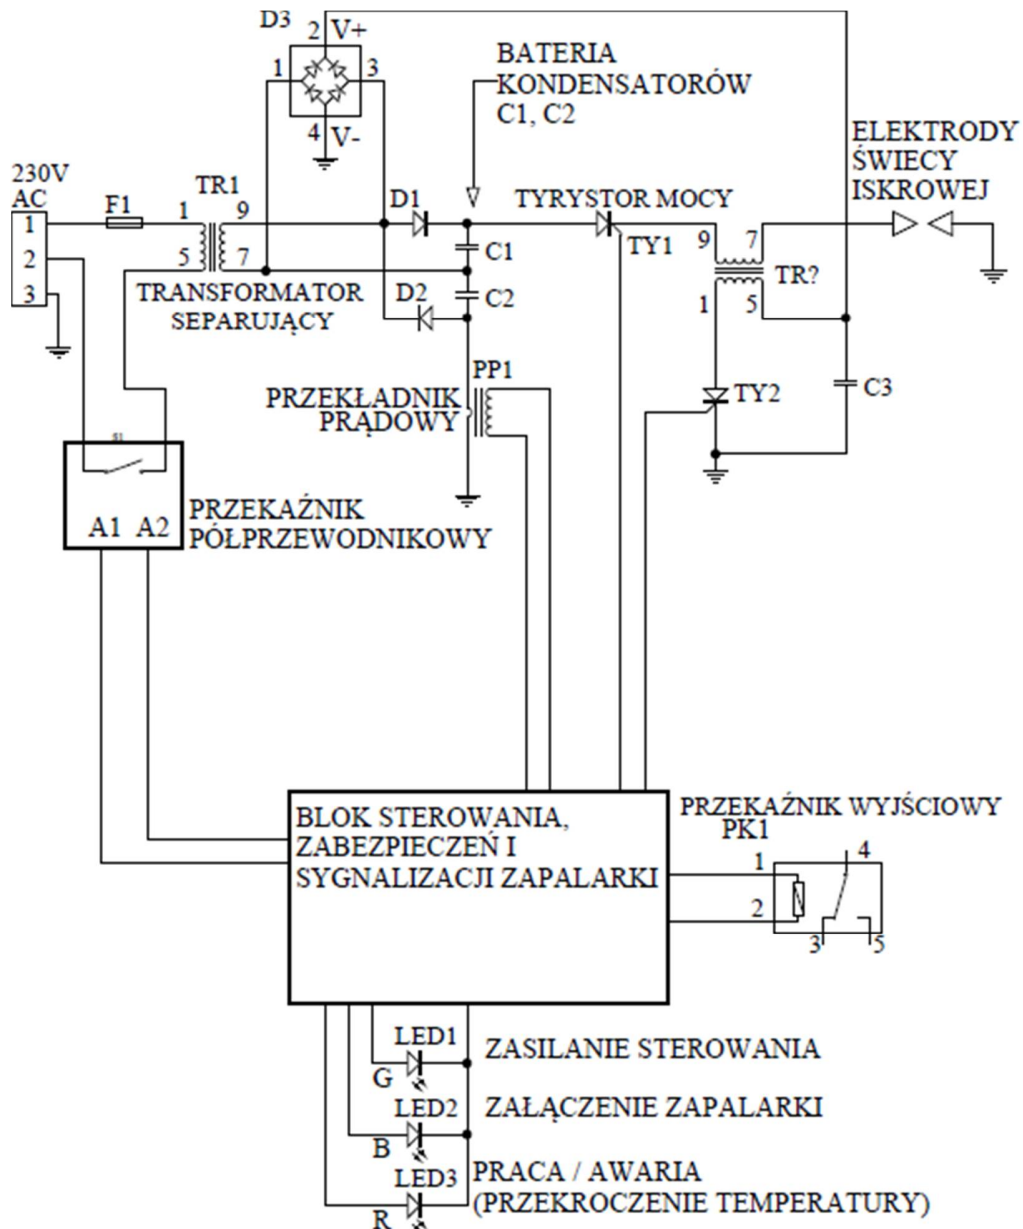 D3
2 V+
1
3
4 V-
BATERIA
KONDENSATORÓW
C1, C2
ELEKTRODY
ŚWIECY
ISKROWEJ
230V
AC
1
2
3
F1
TR1
1
9
5
7
TRANSFORMATOR
SEPARUJĄCY
D1
D2
C1
C2
TYRYSTOR MOCY
TY1
9
7
TR?
1
5
TY2
C3
PP1
PRZEKŁADNIK
PRĄDOWY
S1
A1 A2
PRZEKAŹNIK
PÓŁPRZEWODNIKOWY
BLOK STEROWANIA,
ZABEZPIECZEŃ I
SYGNALIZACJI ZAPALARKI
PRZEKAŹNIK WYJŚCIOWY
PK1
1
2
4
3
5
LED1
G
ZASILANIE STEROWANIA
LED2
B
ZAŁĄCZENIE ZAPALARKI
LED3
R
PRACA / AWARIA
(PRZEKROCZENIE TEMPERATURY)